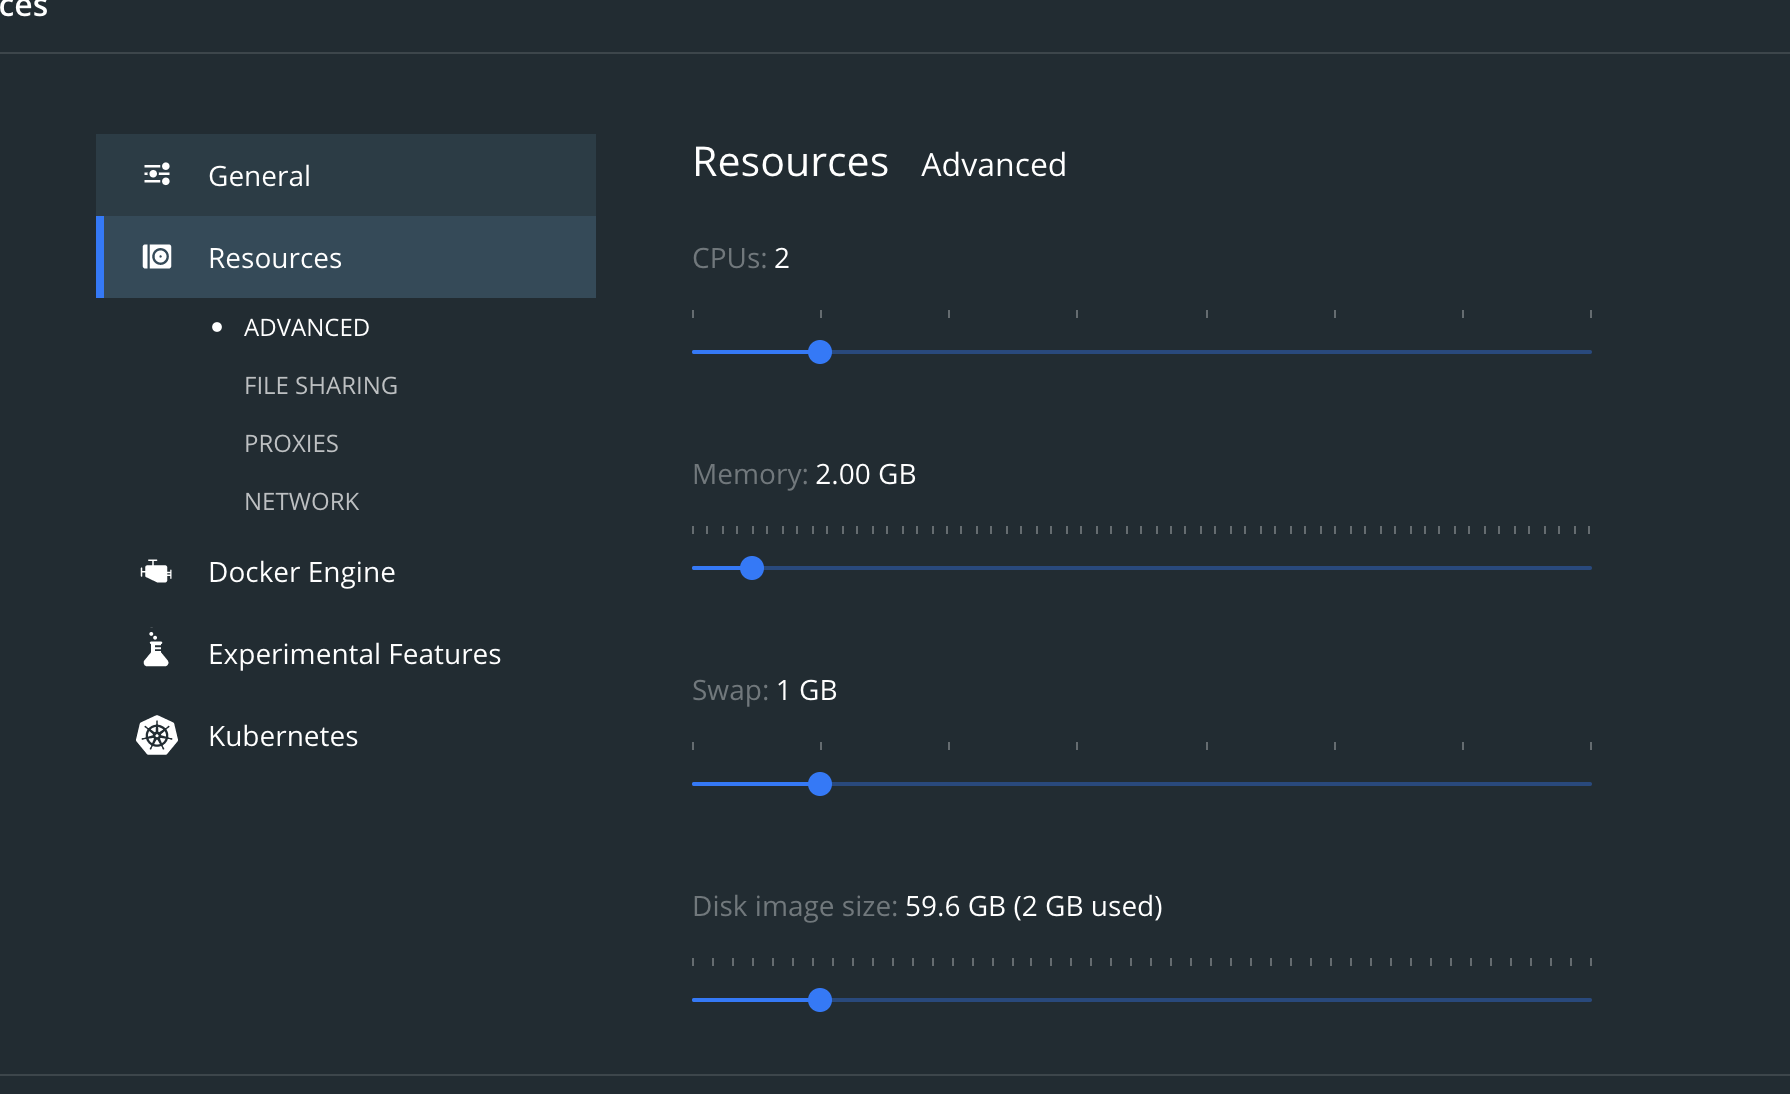 ces
General
Resources
ADVANCED
FILE SHARING
PROXIES
NETWORK
Docker Engine
Experimental Features
Kubernetes
Resources Advanced
CPUs: 2
Memory: 2.00 GB
Swap: 1 GB
Disk image size: 59.6 GB (2 GB used)